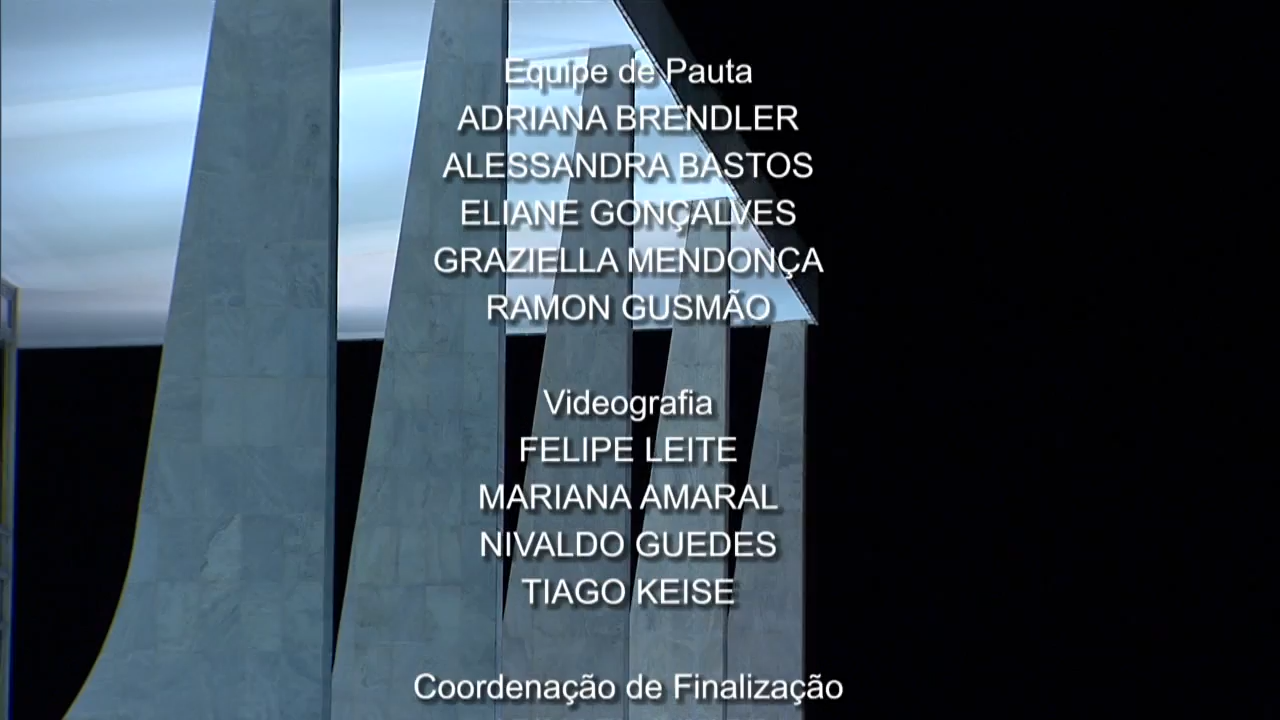 Equipe de Pauta
ADRIANA BRENDLER
ALESSANDRA BASTOS
ELIANE GONÇALVES
GRAZIELLA MENDONÇA
RAMON GUSMÃO
Videografia
FELIPE LEITE
MARIANA AMARAL
NIVALDO GUEDES
TIAGO KEISE
Coordenação de Finalização